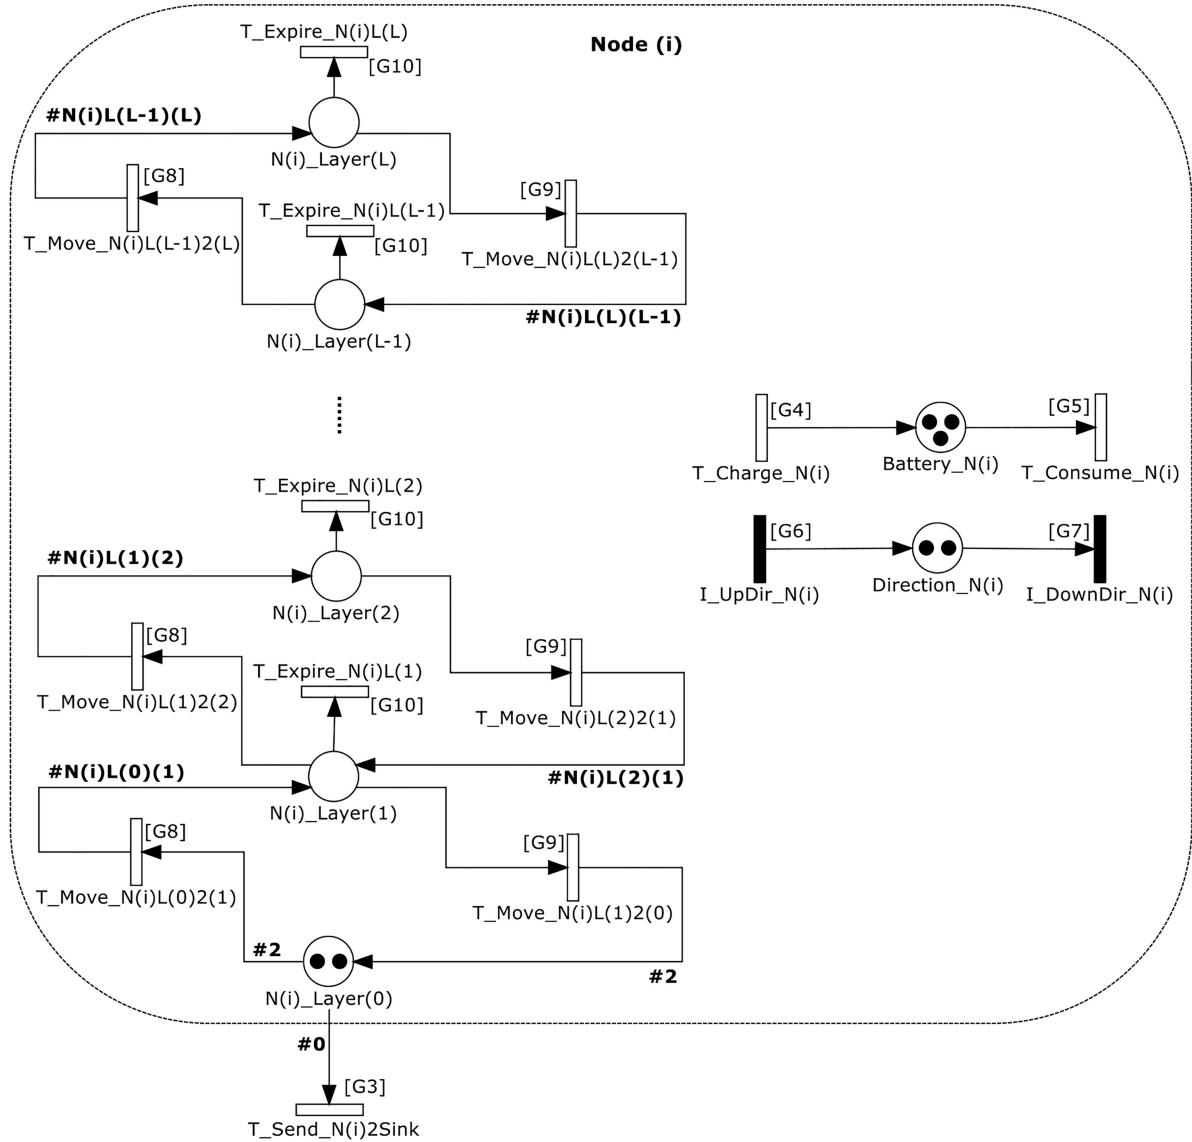 T_Expire_N(i)L(L)
Node (i)
[G10]
#N(i)L(L-1)(L)
N(i)_Layer(L)
[G8]
[G9]
T_Expire_N(i)L(L-1)
T_Move_N(i)L(L-1)2(L)
[G10]
T_Move_N(i)L(L)2(L-1)
#N(i)L(L)(L-1)
N(i)_Layer(L-1)
[G4]
[G5]
Battery_N(i)
T_Charge_N(i)
T_Consume_N(i)
T_Expire_N(i)L(2)
[G10]
[G6]
[G7]
#N(i)L(1)(2)
Direction_N(i)
I_UpDir_N(i)
I_DownDir_N(i)
N(i)_Layer(2)
[G8]
[G9]
T_Expire_N(i)L(1)
T_Move_N(i)L(1)2(2)
[G10]
T_Move_N(i)L(2)2(1)
#N(i)L(0)(1)
#N(i)L(2)(1)
N(i)_Layer(1)
[G8]
[G9]
T_Move_N(i)L(0)2(1)
T_Move_N(i)L(1)2(0)
#2
#2
N(i)_Layer(0)
#0
[G3]
T_Send_N(i)2Sink